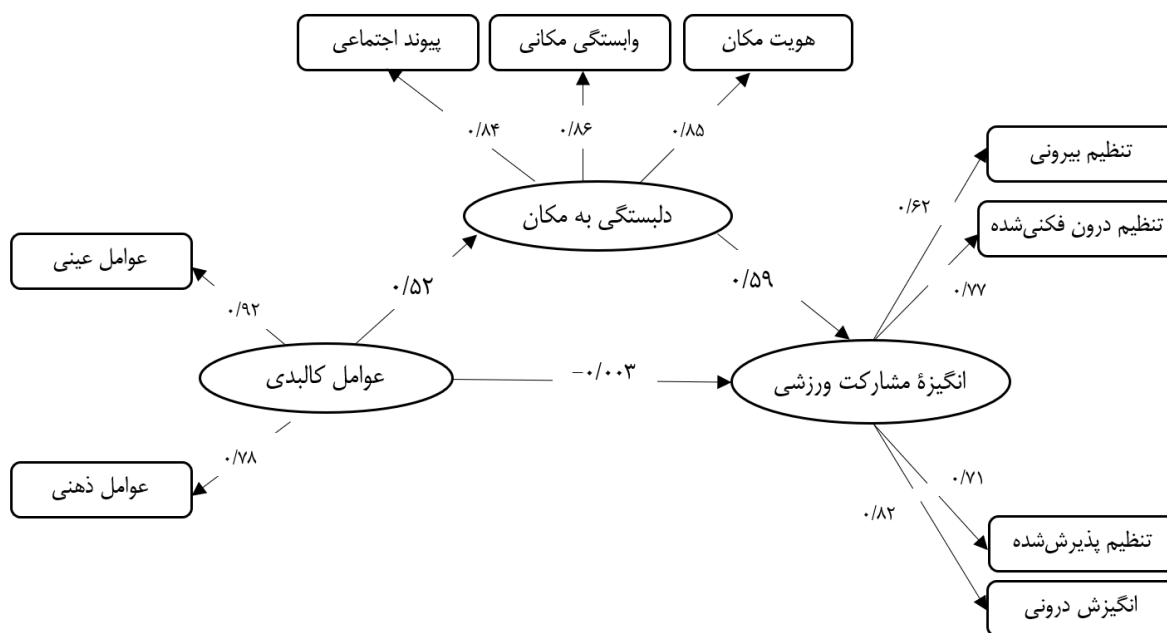 هویت مکان
وابستگی مکانی
پیوند اجتماعی
۰/۸۵
۰/۸۶
۰/۸۴
تنظیم بیرونی
دلبستگی به مکان
۰/۶۲
تنظیم درون فکنی‌شده
عوامل عینی
۰/۵۹
۰/۵۲
۰/۷۷
۰/۹۲
انگیزهٔ مشارکت ورزشی
−۰/۰۰۳
عوامل کالبدی
۰/۷۸
۰/۷۱
عوامل ذهنی
۰/۸۲
تنظیم پذیرش‌شده
انگیزش درونی